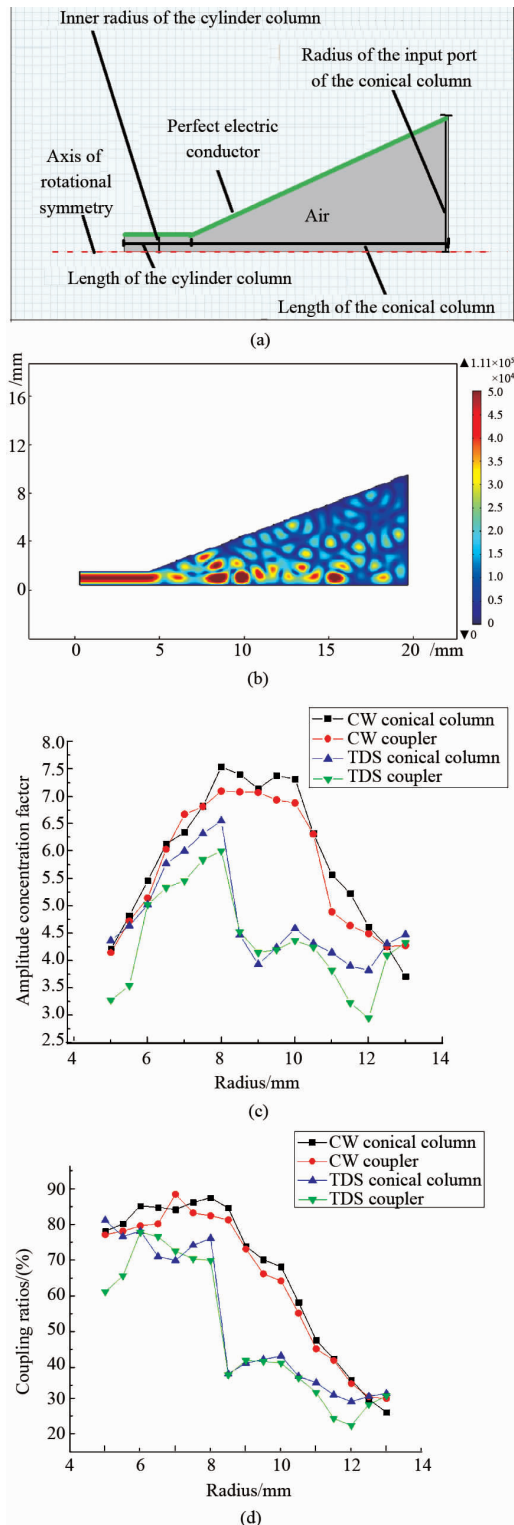 Inner radius of the cylinder column
Radius of the input port
of the conical column
Perfect electric
conductor
Axis of
rotational
symmetry
Air
Length of the cylinder column
Length of the conical column
(a)
/mm
16
12
8
4
0
0
5
10
15
20
/mm
▲1.11×10⁵
×10⁴
5.0
4.5
4.0
3.5
3.0
2.5
2.0
1.5
1.0
0.5
0
▼0
(b)
CW conical column
CW coupler
TDS conical column
TDS coupler
Amplitude concentration factcr
8.0
7.5
7.0
6.5
6.0
5.5
5.0
4.5
4.0
3.5
3.0
2.5
4
6
8
10
12
14
Radius/mm
(c)
CW conical column
CW coupler
TDS conical column
TDS coupler
Coupling ratios/(%)
90
80
70
60
50
40
30
20
4
6
8
10
12
14
Radius/mm
(d)